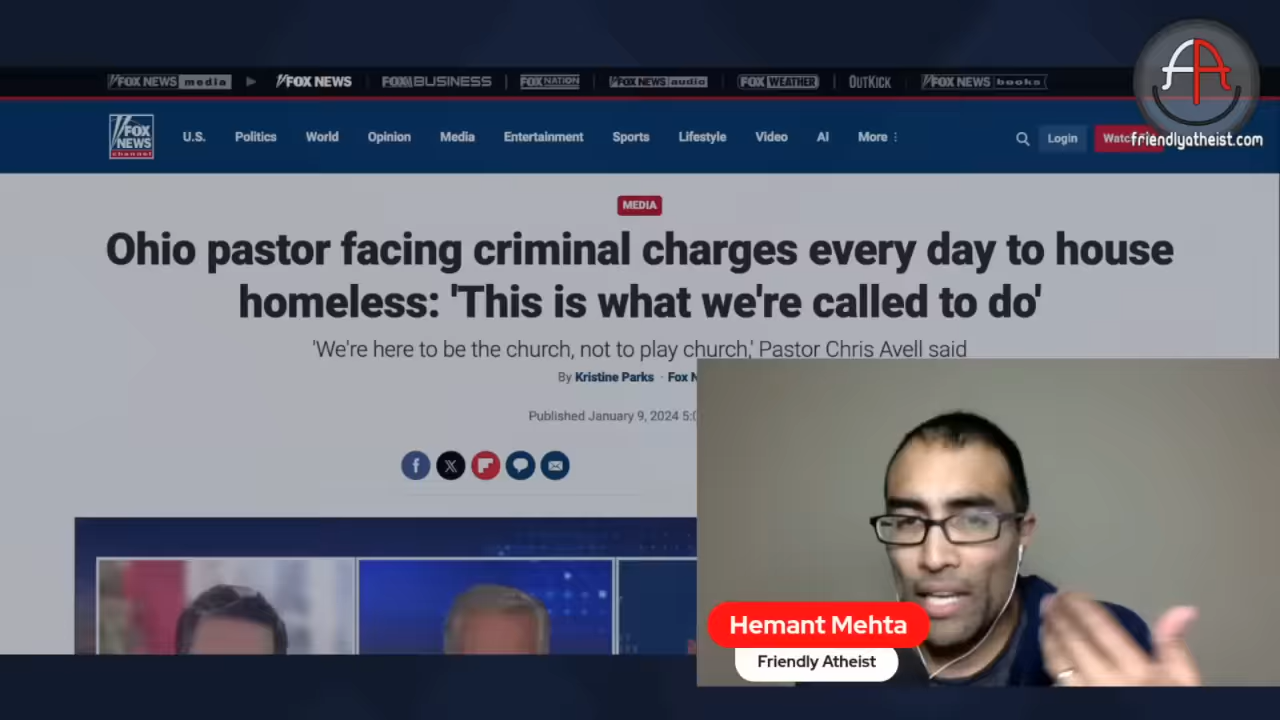 FOX NEWS media FOX NEWS FOX BUSINESS FOX NATION FOX NEWS audio FOX WEATHER OUTKICK FOX NEWS books
FOX NEWS channel
U.S. Politics World Opinion Media Entertainment Sports Lifestyle Video AI More Login Watch
friendlyatheist.com
MEDIA
Ohio pastor facing criminal charges every day to house
homeless: 'This is what we're called to do'
'We're here to be the church, not to play church,' Pastor Chris Avell said
By Kristine Parks · Fox N
Published January 9, 2024 5:0
Hemant Mehta
Friendly Atheist